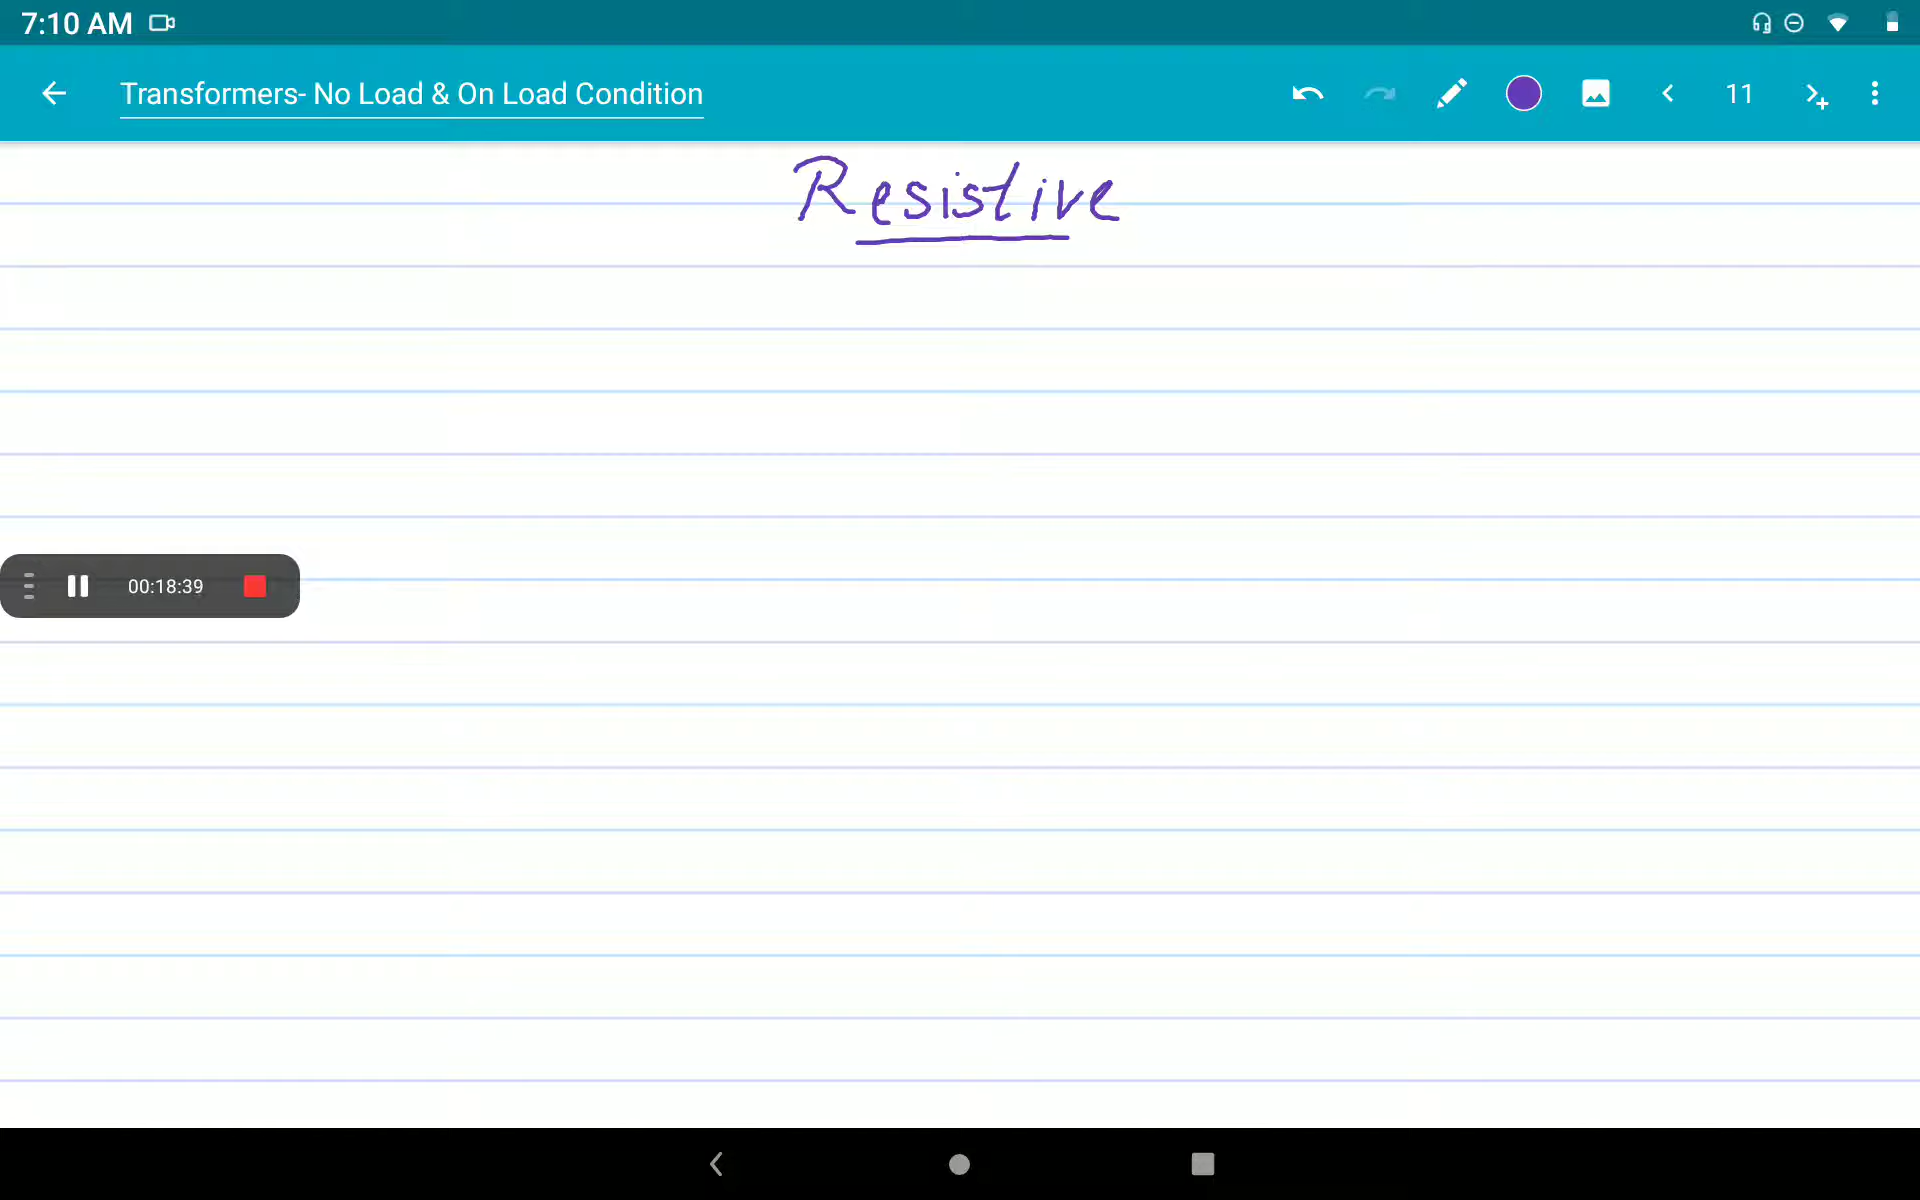 7:10 AM
Transformers- No Load & On Load Condition
11
Resistive
00:18:39